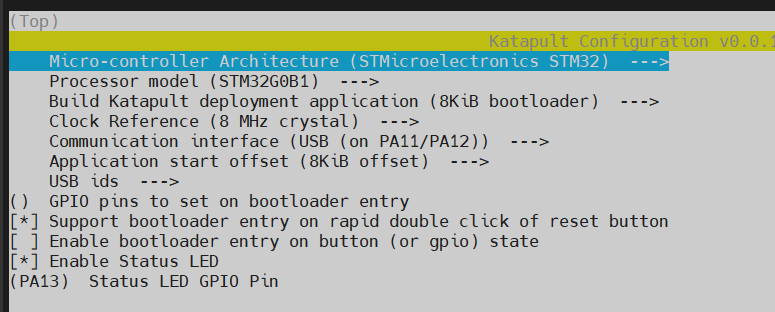 (Top)
Katapult Configuration v0.0.1
Micro-controller Architecture (STMicroelectronics STM32)  --->
Processor model (STM32G0B1)  --->
Build Katapult deployment application (8KiB bootloader)  --->
Clock Reference (8 MHz crystal)  --->
Communication interface (USB (on PA11/PA12))  --->
Application start offset (8KiB offset)  --->
USB ids  --->
()  GPIO pins to set on bootloader entry
[*] Support bootloader entry on rapid double click of reset button
[ ] Enable bootloader entry on button (or gpio) state
[*] Enable Status LED
(PA13)  Status LED GPIO Pin